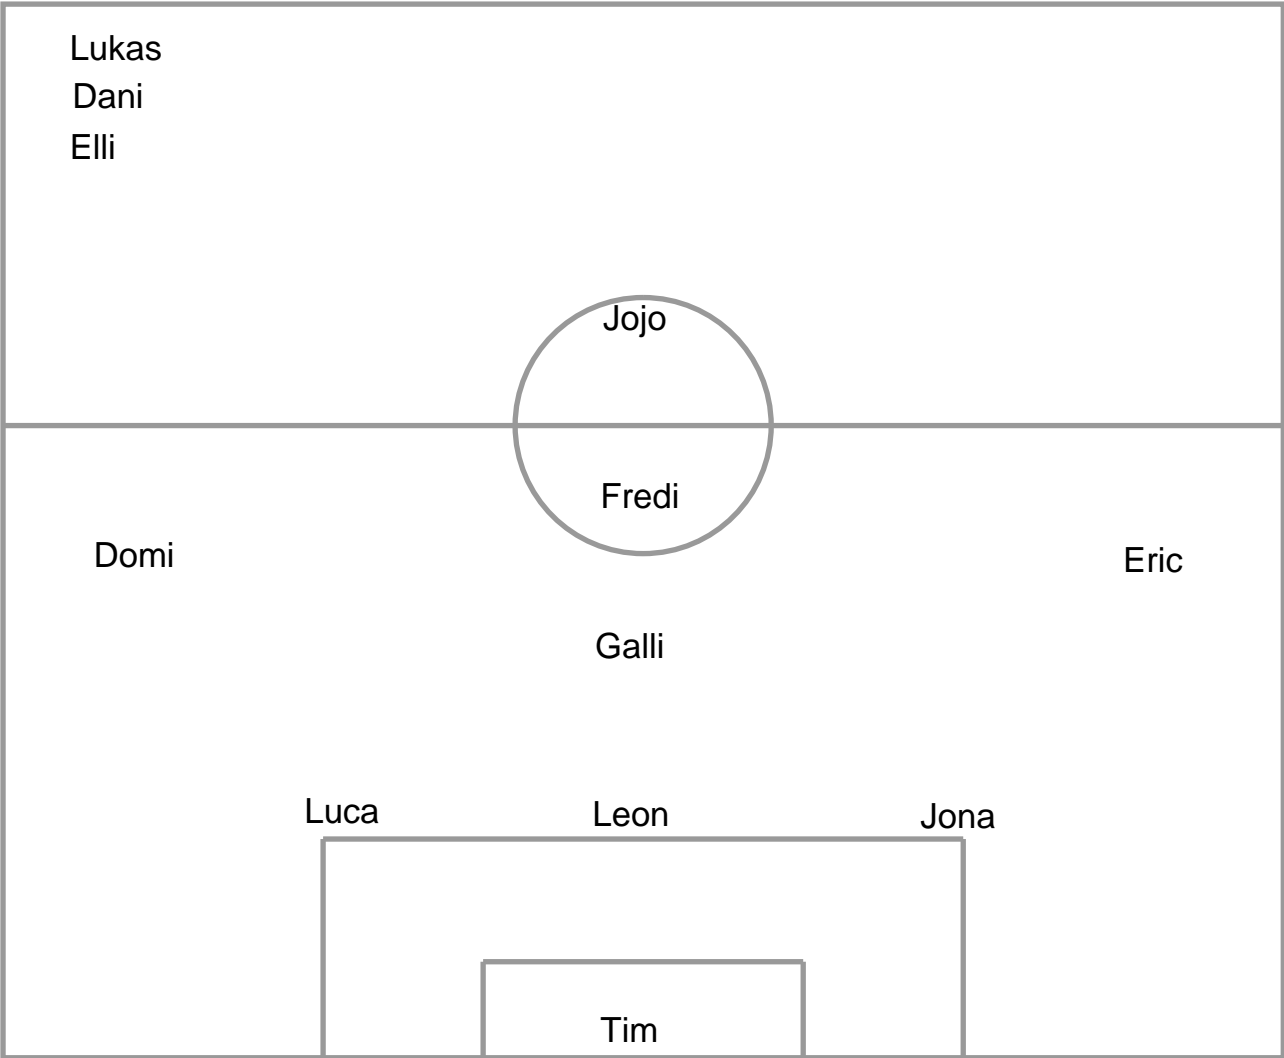 Lukas
Dani
Elli
Jojo
Fredi
Domi
Eric
Galli
Luca Leon Jona
Tim